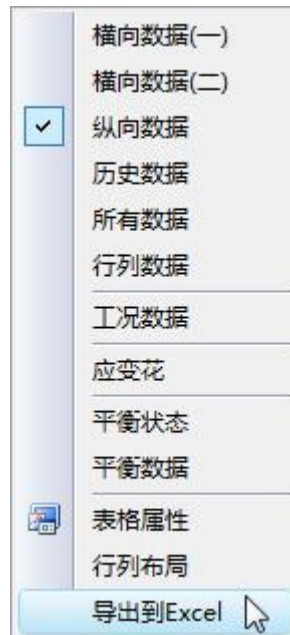 横向数据(一)
横向数据(二)
纵向数据
历史数据
所有数据
行列数据
工况数据
应变花
平衡状态
平衡数据
表格属性
行列布局
导出到Excel